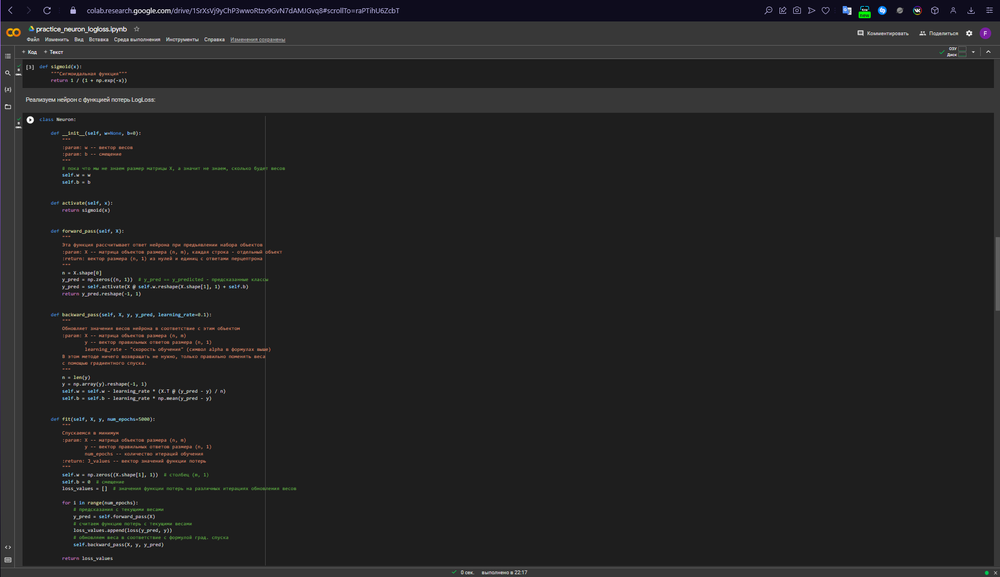 colab.research.google.com/drive/1SrXsVj9yChP3wwoRtzv9GvN7dAMJGvq8#scrollTo=raPTihU6ZcbT
new
practice_neuron_logloss.ipynb
Файл Изменить Вид Вставка Среда выполнения Инструменты Справка Изменения сохранены
Комментировать Поделиться F
+ Код + Текст
ОЗУ
Диск
[3] def sigmoid(x):
"""Сигмоидальная функция"""
return 1 / (1 + np.exp(-x))
0 сек.
Реализуем нейрон с функцией потерь LogLoss:
0 сек.
class Neuron:
def __init__(self, w=None, b=0):
"""
:param: w -- вектор весов
:param: b -- смещение
"""
# пока что мы не знаем размер матрицы X, а значит не знаем, сколько будет весов
self.w = w
self.b = b
def activate(self, x):
return sigmoid(x)
def forward_pass(self, X):
"""
Эта функция рассчитывает ответ нейрона при предъявлении набора объектов
:param: X -- матрица объектов размера (n, m), каждая строка - отдельный объект
:return: вектор размера (n, 1) из нулей и единиц с ответами перцептрона
"""
n = X.shape[0]
y_pred = np.zeros((n, 1))  # y_pred == y_predicted - предсказанные классы
y_pred = self.activate(X @ self.w.reshape(X.shape[1], 1) + self.b)
return y_pred.reshape(-1, 1)
def backward_pass(self, X, y, y_pred, learning_rate=0.1):
"""
Обновляет значения весов нейрона в соответствие с этим объектом
:param: X -- матрица объектов размера (n, m)
y -- вектор правильных ответов размера (n, 1)
learning_rate - "скорость обучения" (символ alpha в формулах выше)
В этом методе ничего возвращать не нужно, только правильно поменять веса
с помощью градиентного спуска.
"""
n = len(y)
y = np.array(y).reshape(-1, 1)
self.w = self.w - learning_rate * (X.T @ (y_pred - y) / n)
self.b = self.b - learning_rate * np.mean(y_pred - y)
def fit(self, X, y, num_epochs=5000):
"""
Спускаемся в минимум
:param: X -- матрица объектов размера (n, m)
y -- вектор правильных ответов размера (n, 1)
num_epochs -- количество итераций обучения
:return: J_values -- вектор значений функции потерь
"""
self.w = np.zeros((X.shape[1], 1))  # столбец (m, 1)
self.b = 0  # смещение
loss_values = []  # значения функции потерь на различных итерациях обновления весов
for i in range(num_epochs):
# предсказания с текущими весами
y_pred = self.forward_pass(X)
# считаем функцию потерь с текущими весами
loss_values.append(loss(y_pred, y))
# обновляем веса в соответствие с формулой град. спуска
self.backward_pass(X, y, y_pred)
return loss_values
0 сек. выполнено в 22:17